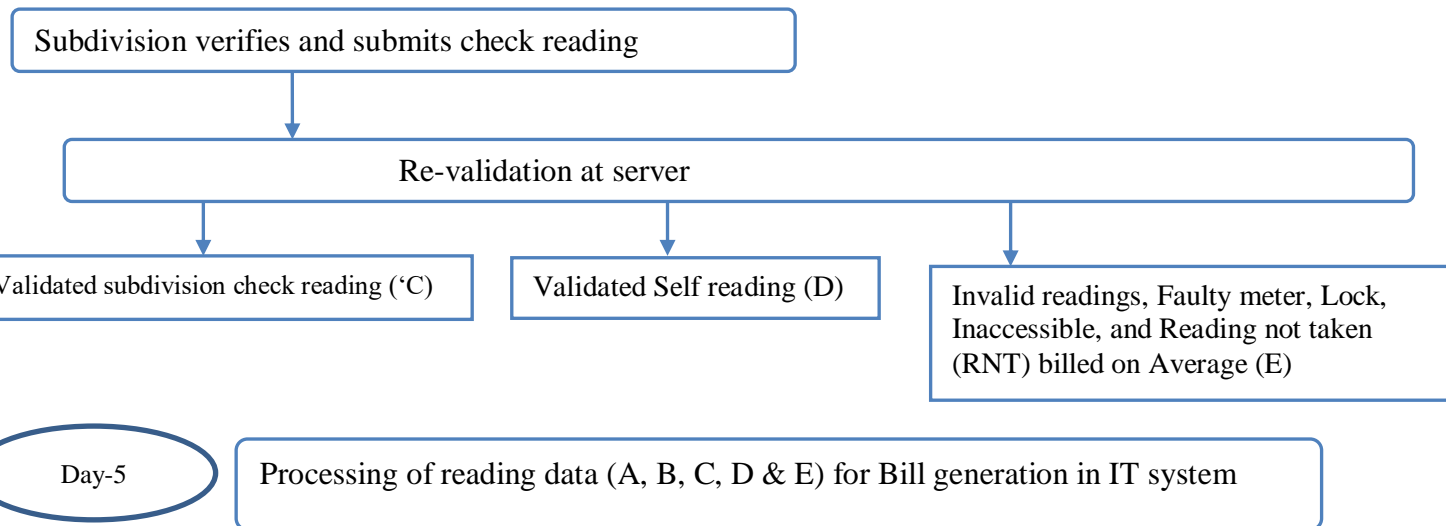 Subdivision verifies and submits check reading
Re-validation at server
Validated subdivision check reading (‘C)
Validated Self reading (D)
Invalid readings, Faulty meter, Lock,
Inaccessible, and Reading not taken
(RNT) billed on Average (E)
Day-5
Processing of reading data (A, B, C, D & E) for Bill generation in IT system